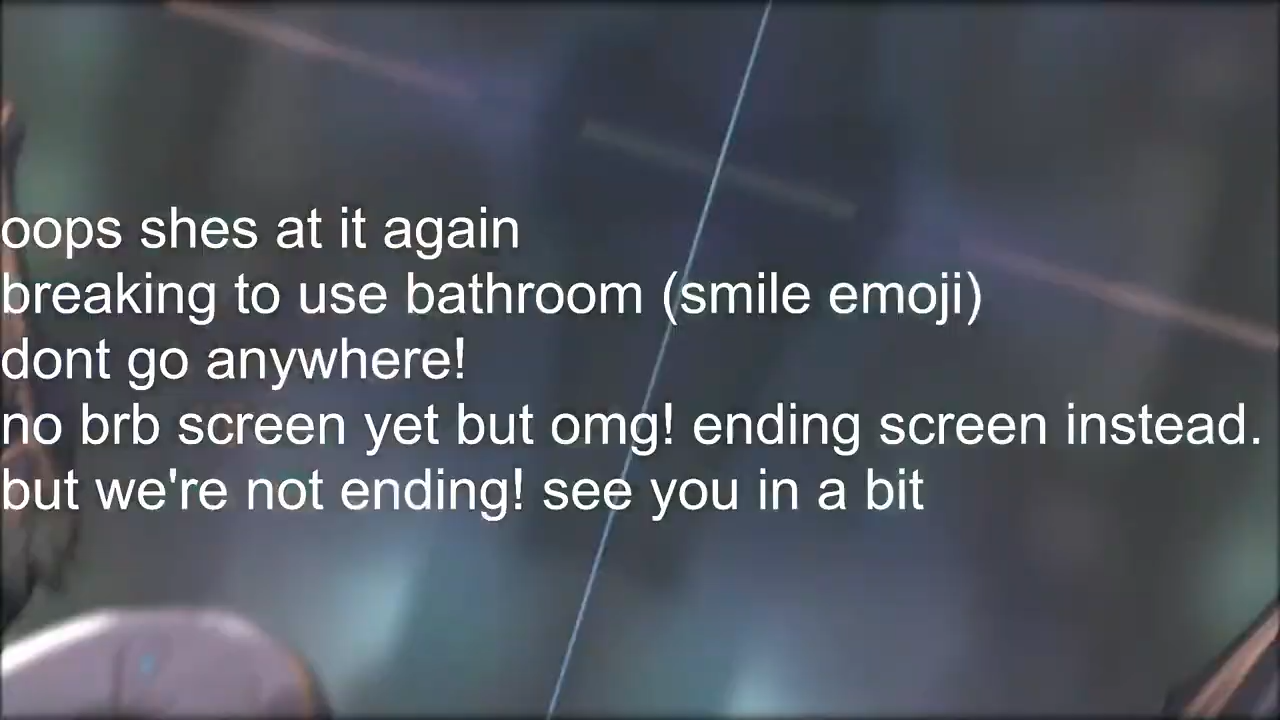 oops shes at it again
breaking to use bathroom (smile emoji)
dont go anywhere!
no brb screen yet but omg! ending screen instead.
but we're not ending! see you in a bit